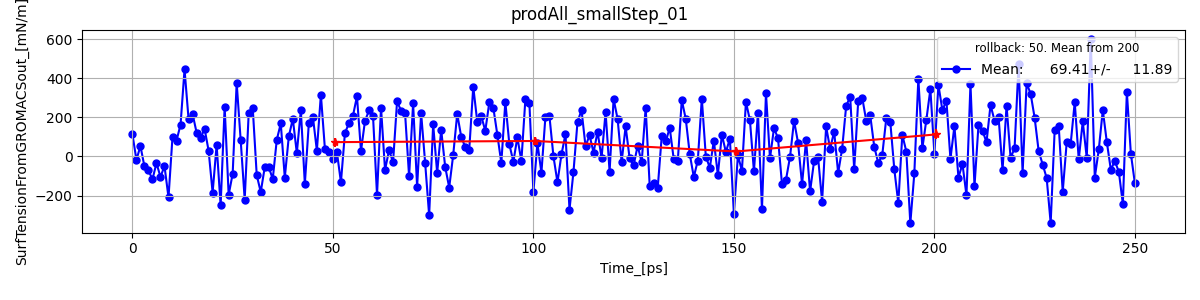 prodAll_smallStep_01
SurfTensionFromGROMACSout_[mN/m]
600
400
200
0
−200
rollback: 50. Mean from 200
Mean: 69.41+/- 11.89
0 50 100 150 200 250
Time_[ps]